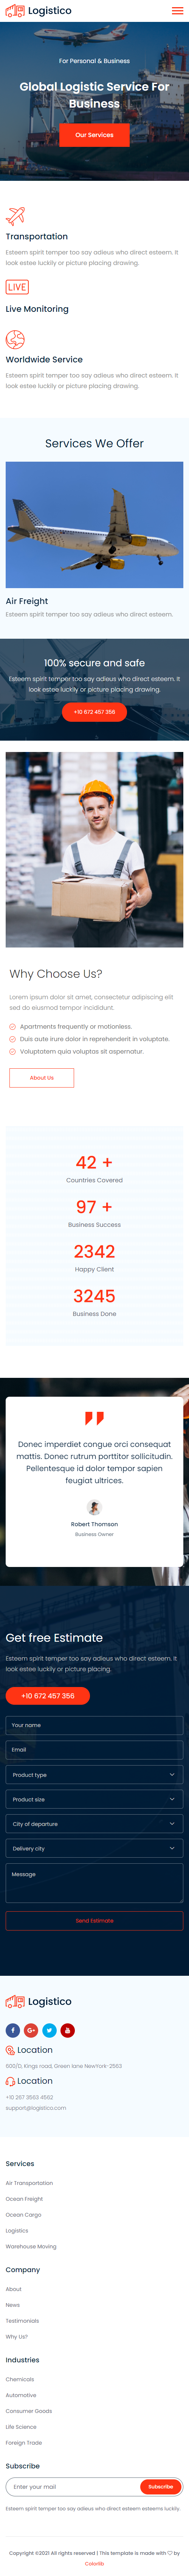 Logistico
For Personal & Business
Global Logistic Service For
Business
Our Services
Transportation
Esteem spirit temper too say adieus who direct esteem. It
look estee luckily or picture placing drawing.
LIVE
Live Monitoring
Worldwide Service
Esteem spirit temper too say adieus who direct esteem. It
look estee luckily or picture placing drawing.
Services We Offer
Air Freight
Esteem spirit temper too say adieus who direct esteem.
100% secure and safe
Esteem spirit temper too say adieus who direct esteem. It
look estee luckily or picture placing drawing.
+10 672 457 356
Why Choose Us?
Lorem ipsum dolor sit amet, consectetur adipiscing elit
sed do eiusmod tempor incididunt.
Apartments frequently or motionless.
Duis aute irure dolor in reprehenderit in voluptate.
Voluptatem quia voluptas sit aspernatur.
About Us
42 +
Countries Covered
97 +
Business Success
2342
Happy Client
3245
Business Done
Donec imperdiet congue orci consequat
mattis. Donec rutrum porttitor sollicitudin.
Pellentesque id dolor tempor sapien
feugiat ultrices.
Robert Thomson
Business Owner
Get free Estimate
Esteem spirit temper too say adieus who direct esteem. It
look estee luckily or picture placing.
+10 672 457 356
Your name
Email
Product type
Product size
City of departure
Delivery city
Message
Send Estimate
Logistico
Location
500/D, Kings road, Green lane NewYork-2563
Location
+10 267 3663 4562
support@logistico.com
Services
Air Transportation
Ocean Freight
Ocean Cargo
Logistics
Warehouse Moving
Company
About
News
Testimonials
Why Us?
Industries
Chemicals
Automotive
Consumer Goods
Life Science
Foreign Trade
Subscribe
Enter your mail
Subscribe
Esteem spirit temper too say adieus who direct esteem esteems luckily.
Copyright ©2021 All rights reserved | This template is made with ♡ by
Colorlib